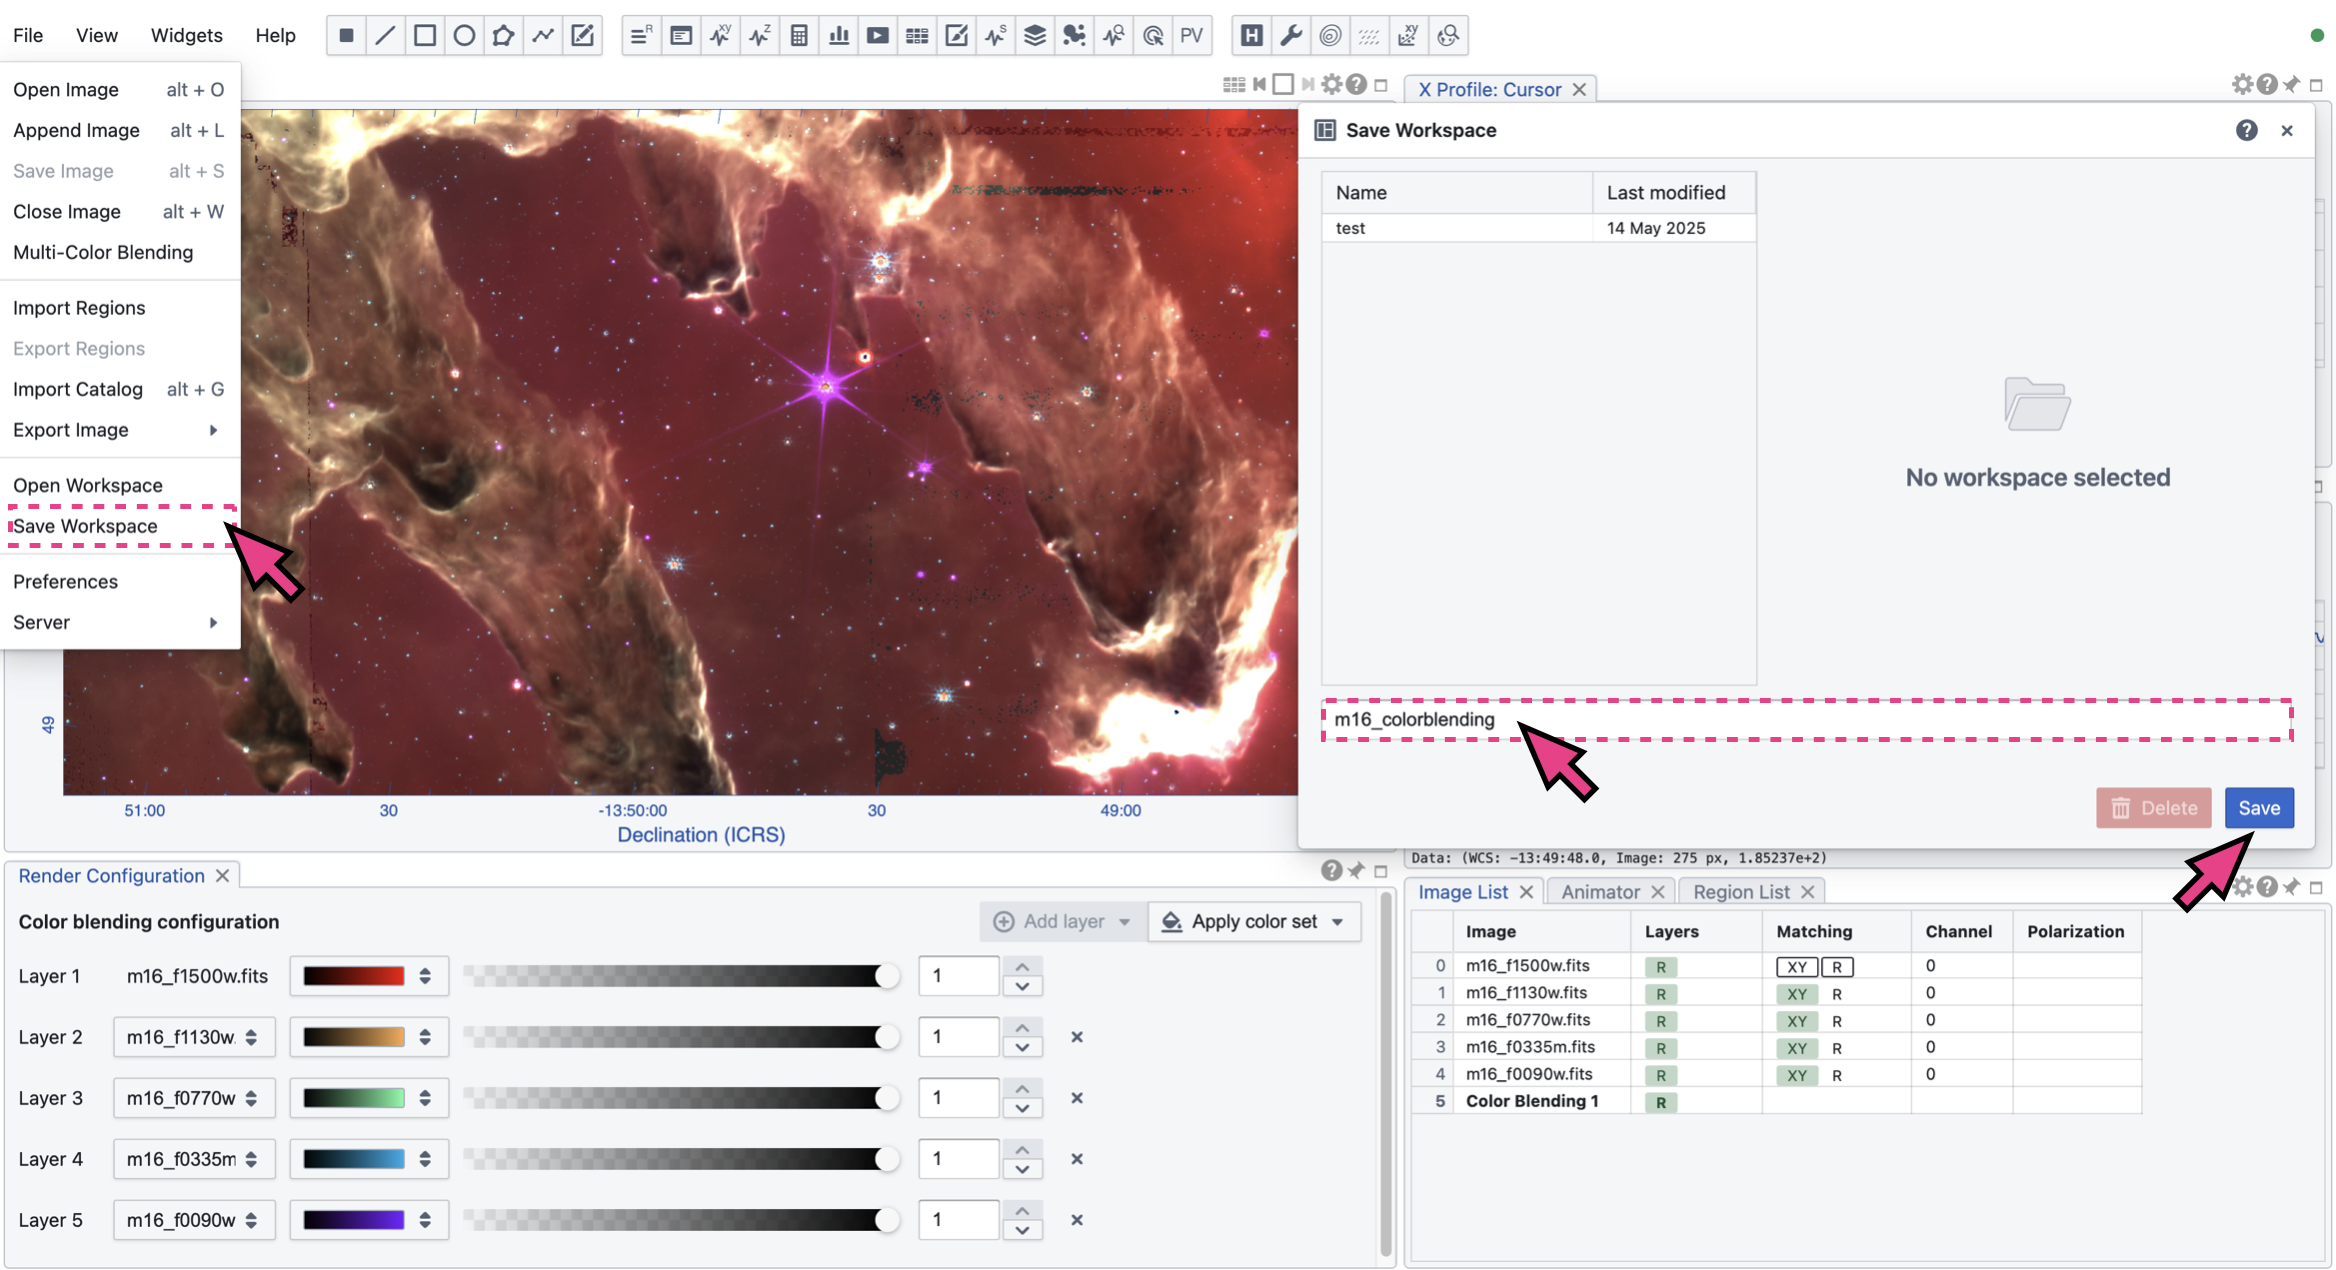 File View Widgets Help
R XY Z S PV H xy
Open Image alt + O
Append Image alt + L
Save Image alt + S
Close Image alt + W
Multi-Color Blending
Import Regions
Export Regions
Import Catalog alt + G
Export Image
Open Workspace
Save Workspace
Preferences
Server
49
51:00 30 -13:50:00 30 49:00
Declination (ICRS)
X Profile: Cursor
Save Workspace
Name Last modified
test 14 May 2025
No workspace selected
m16_colorblending
Delete Save
Data: (WCS: -13:49:48.0, Image: 275 px, 1.85237e+2)
Render Configuration
Color blending configuration Add layer Apply color set
Layer 1 m16_f1500w.fits 1
Layer 2 m16_f1130w. 1
Layer 3 m16_f0770w 1
Layer 4 m16_f0335m 1
Layer 5 m16_f0090w 1
Image List Animator Region List
Image Layers Matching Channel Polarization
0 m16_f1500w.fits R XY R 0
1 m16_f1130w.fits R XY R 0
2 m16_f0770w.fits R XY R 0
3 m16_f0335m.fits R XY R 0
4 m16_f0090w.fits R XY R 0
5 Color Blending 1 R